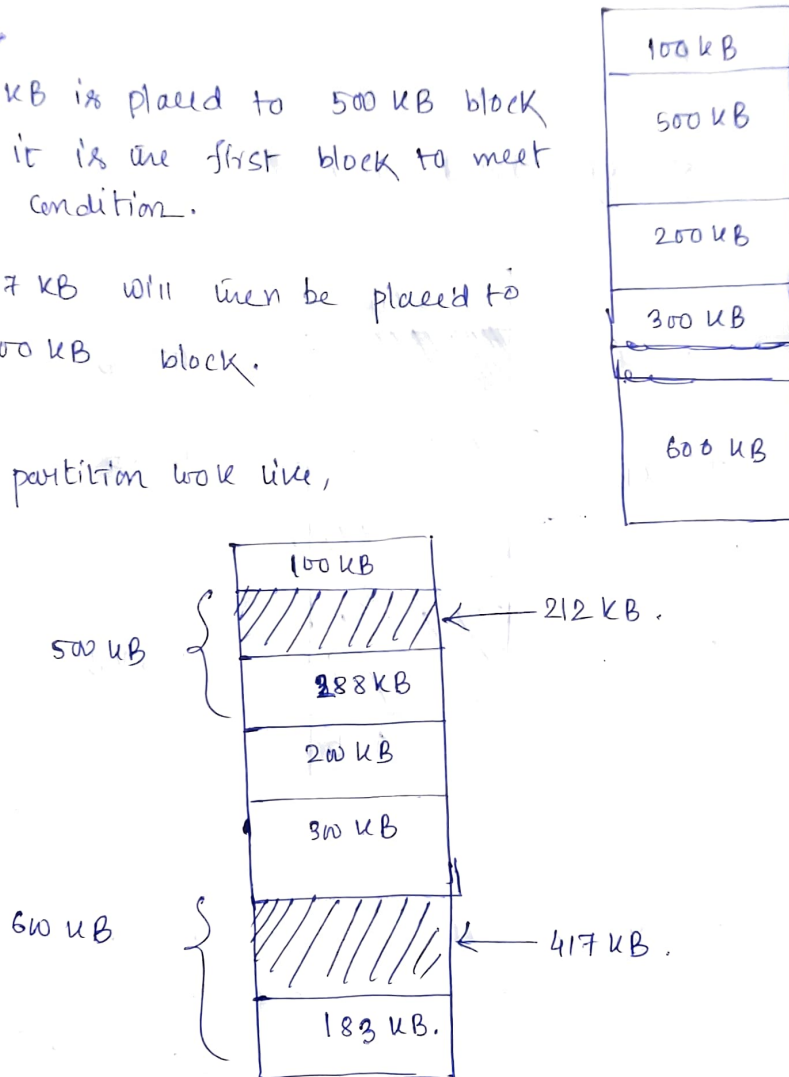 KB is placed to 500 KB block
it is the first block to meet
condition.
7 KB will then be placed to
00 KB block.
partition look like,
100 KB
500 KB
200 KB
300 KB
600 KB
100 KB
500 KB
212 KB.
288 KB
200 KB
300 KB
600 KB
417 KB.
183 KB.